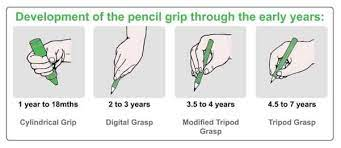 Development of the pencil grip through the early years:
1 year to 18mths
2 to 3 years
3.5 to 4 years
4.5 to 7 years
Cylindrical Grip
Digital Grasp
Modified Tripod
Grasp
Tripod Grasp